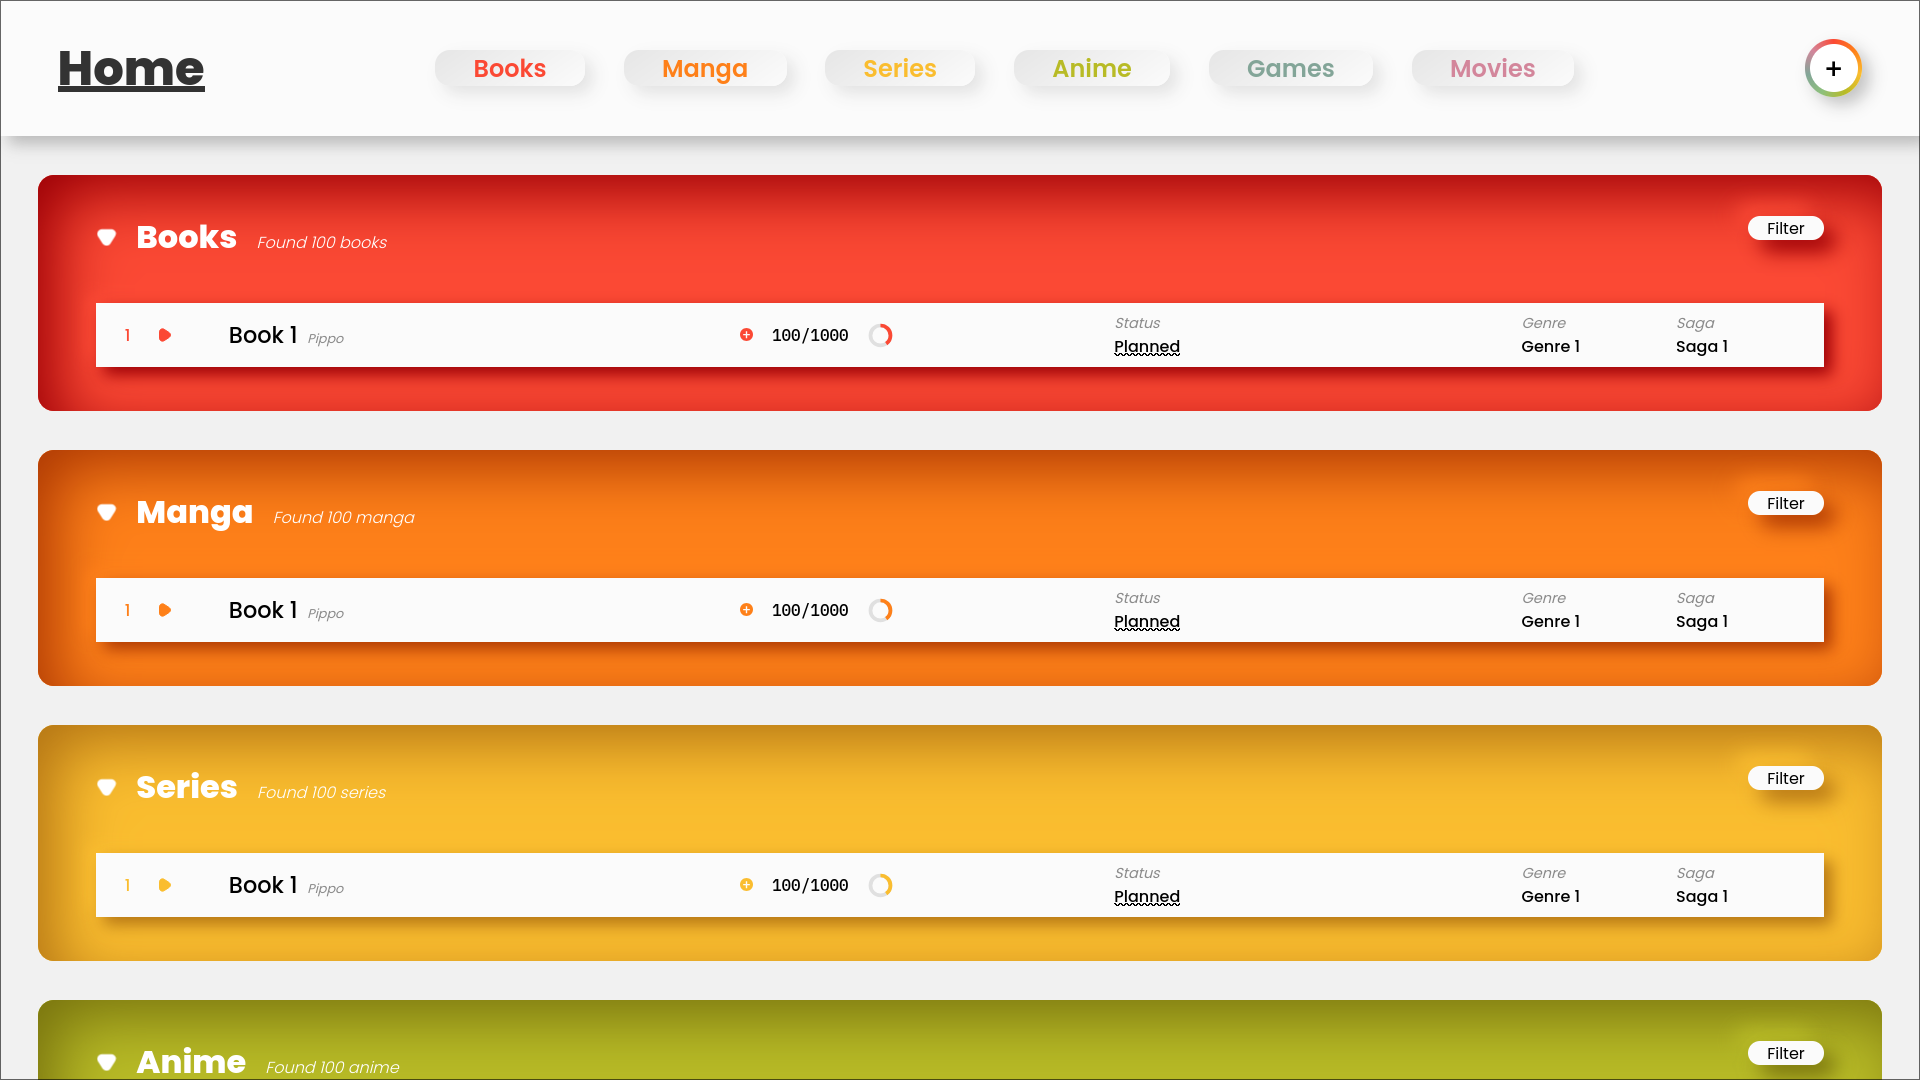 Home Books Manga Series Anime Games Movies +
Books Found 100 books Filter
1 Book 1 Pippo 100/1000 Status Planned Genre Genre 1 Saga Saga 1
Manga Found 100 manga Filter
1 Book 1 Pippo 100/1000 Status Planned Genre Genre 1 Saga Saga 1
Series Found 100 series Filter
1 Book 1 Pippo 100/1000 Status Planned Genre Genre 1 Saga Saga 1
Anime Found 100 anime Filter